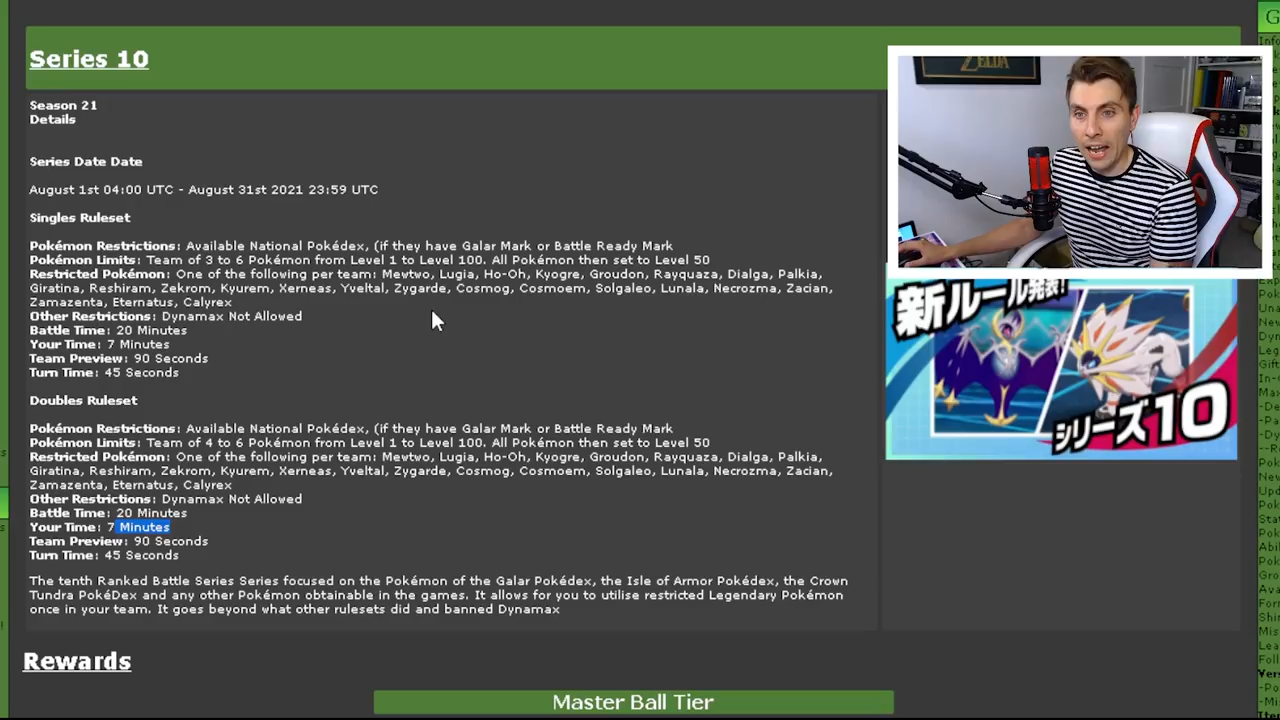 Series 10
ZELDA
Season 21
Details
Series Date Date
August 1st 04:00 UTC - August 31st 2021 23:59 UTC
Singles Ruleset
Pokémon Restrictions: Available National Pokédex, (if they have Galar Mark or Battle Ready Mark
Pokémon Limits: Team of 3 to 6 Pokémon from Level 1 to Level 100. All Pokémon then set to Level 50
Restricted Pokémon: One of the following per team: Mewtwo, Lugia, Ho-Oh, Kyogre, Groudon, Rayquaza, Dialga, Palkia,
Giratina, Reshiram, Zekrom, Kyurem, Xerneas, Yveltal, Zygarde, Cosmog, Cosmoem, Solgaleo, Lunala, Necrozma, Zacian,
Zamazenta, Eternatus, Calyrex
Other Restrictions: Dynamax Not Allowed
Battle Time: 20 Minutes
Your Time: 7 Minutes
Team Preview: 90 Seconds
Turn Time: 45 Seconds
新ルール発表!
シリーズ10
Doubles Ruleset
Pokémon Restrictions: Available National Pokédex, (if they have Galar Mark or Battle Ready Mark
Pokémon Limits: Team of 4 to 6 Pokémon from Level 1 to Level 100. All Pokémon then set to Level 50
Restricted Pokémon: One of the following per team: Mewtwo, Lugia, Ho-Oh, Kyogre, Groudon, Rayquaza, Dialga, Palkia,
Giratina, Reshiram, Zekrom, Kyurem, Xerneas, Yveltal, Zygarde, Cosmog, Cosmoem, Solgaleo, Lunala, Necrozma, Zacian,
Zamazenta, Eternatus, Calyrex
Other Restrictions: Dynamax Not Allowed
Battle Time: 20 Minutes
Your Time: 7 Minutes
Team Preview: 90 Seconds
Turn Time: 45 Seconds
The tenth Ranked Battle Series Series focused on the Pokémon of the Galar Pokédex, the Isle of Armor Pokédex, the Crown
Tundra PokéDex and any other Pokémon obtainable in the games. It allows for you to utilise restricted Legendary Pokémon
once in your team. It goes beyond what other rulesets did and banned Dynamax
Rewards
Master Ball Tier